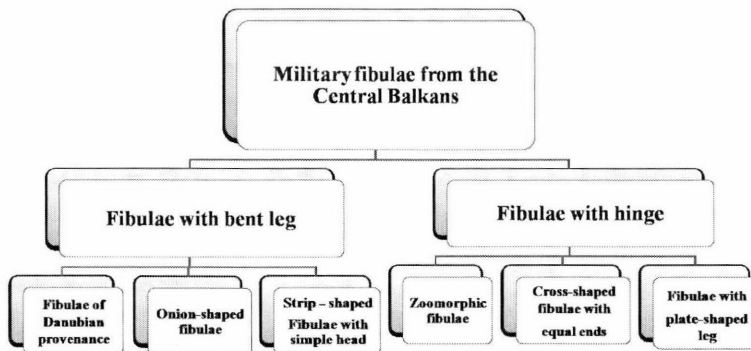 Military fibulae from the
Central Balkans
Fibulae with bent leg
Fibulae with hinge
Fibulae of
Danubian
provenance
Onion-shaped
fibulae
Strip – shaped
Fibulae with
simple head
Zoomorphic
fibulae
Cross-shaped
fibulae with
equal ends
Fibulae with
plate-shaped
leg